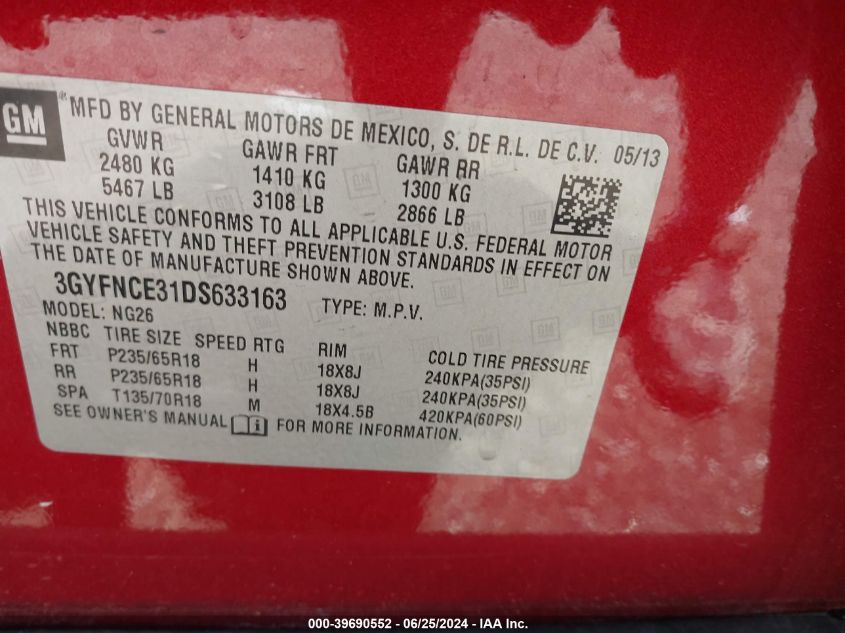 GM
® MFD BY GENERAL MOTORS DE MEXICO, S. DE R.L. DE C.V. 05/13
GVWR GAWR FRT GAWR RR
2480 KG 1410 KG 1300 KG
5467 LB 3108 LB 2866 LB
THIS VEHICLE CONFORMS TO ALL APPLICABLE U.S. FEDERAL MOTOR
VEHICLE SAFETY AND THEFT PREVENTION STANDARDS IN EFFECT ON
THE DATE OF MANUFACTURE SHOWN ABOVE.
3GYFNCE31DS633163 TYPE: M.P.V.
MODEL: NG26
NBBC TIRE SIZE SPEED RTG RIM COLD TIRE PRESSURE
FRT P235/65R18 H 18X8J 240KPA(35PSI)
RR P235/65R18 H 18X8J 240KPA(35PSI)
SPA T135/70R18 M 18X4.5B 420KPA(60PSI)
SEE OWNER'S MANUAL i FOR MORE INFORMATION.
000-39690552 - 06/25/2024 - IAA Inc.